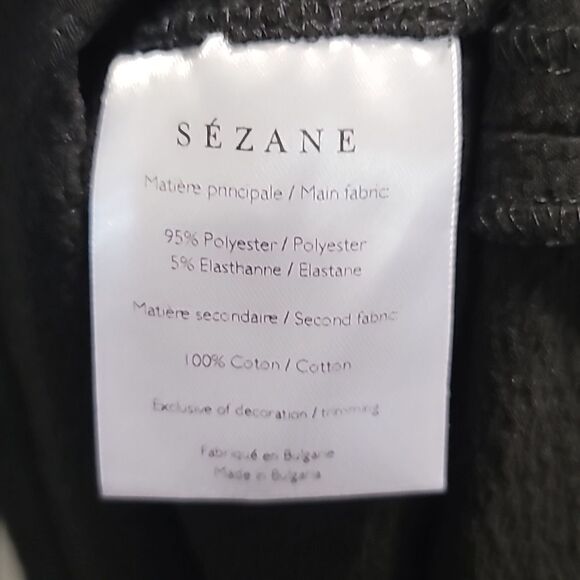 SÉZANE
Matière principale / Main fabric
95% Polyester / Polyester
5% Elasthanne / Elastane
Matière secondaire / Second fabric
100% Coton / Cotton
Exclusive of decoration / trimming
Fabriqué en Bulgarie
Made in Bulgaria